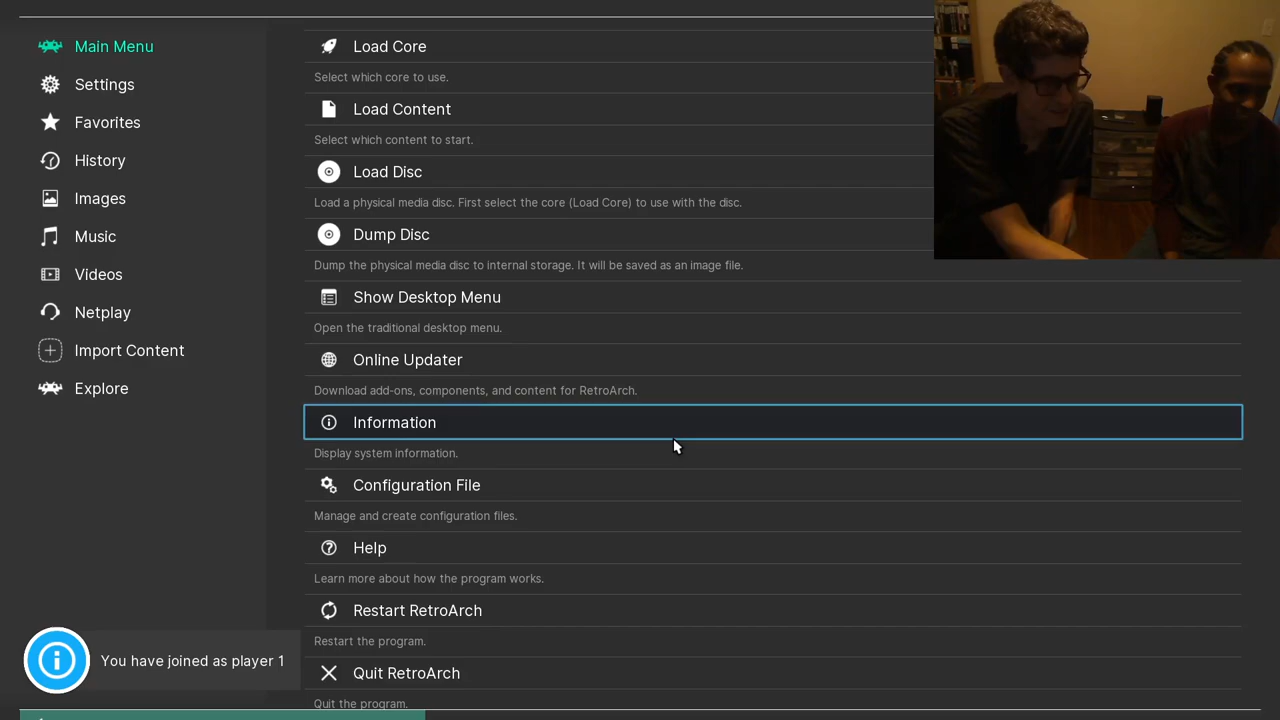 Main Menu
Settings
Favorites
History
Images
Music
Videos
Netplay
Import Content
Explore
Load Core
Select which core to use.
Load Content
Select which content to start.
Load Disc
Load a physical media disc. First select the core (Load Core) to use with the disc.
Dump Disc
Dump the physical media disc to internal storage. It will be saved as an image file.
Show Desktop Menu
Open the traditional desktop menu.
Online Updater
Download add-ons, components, and content for RetroArch.
Information
Display system information.
Configuration File
Manage and create configuration files.
Help
Learn more about how the program works.
Restart RetroArch
Restart the program.
Quit RetroArch
Quit the program.
You have joined as player 1